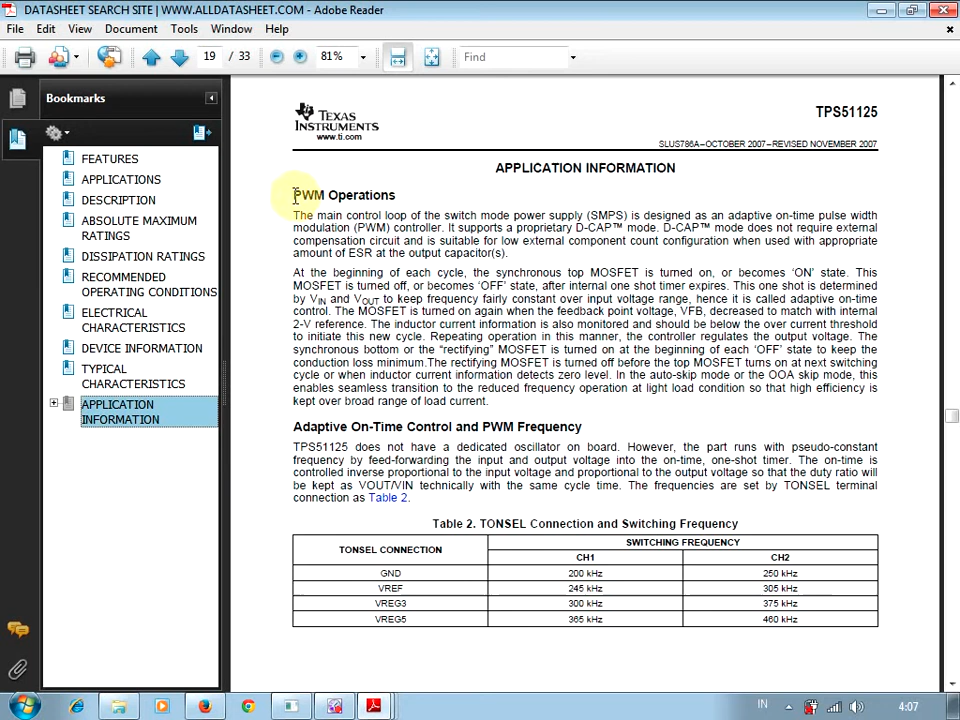 DATASHEET SEARCH SITE | WWW.ALLDATASHEET.COM - Adobe Reader
File Edit View Document Tools Window Help
19 / 33 81% Find
Bookmarks
FEATURES
APPLICATIONS
DESCRIPTION
ABSOLUTE MAXIMUM
RATINGS
DISSIPATION RATINGS
RECOMMENDED
OPERATING CONDITIONS
ELECTRICAL
CHARACTERISTICS
DEVICE INFORMATION
TYPICAL
CHARACTERISTICS
APPLICATION
INFORMATION
TEXAS
INSTRUMENTS
www.ti.com
TPS51125
SLUS786A–OCTOBER 2007–REVISED NOVEMBER 2007
APPLICATION INFORMATION
PWM Operations
The main control loop of the switch mode power supply (SMPS) is designed as an adaptive on-time pulse width
modulation (PWM) controller. It supports a proprietary D-CAP™ mode. D-CAP™ mode does not require external
compensation circuit and is suitable for low external component count configuration when used with appropriate
amount of ESR at the output capacitor(s).
At the beginning of each cycle, the synchronous top MOSFET is turned on, or becomes ‘ON’ state. This
MOSFET is turned off, or becomes ‘OFF’ state, after internal one shot timer expires. This one shot is determined
by VIN and VOUT to keep frequency fairly constant over input voltage range, hence it is called adaptive on-time
control. The MOSFET is turned on again when the feedback point voltage, VFB, decreased to match with internal
2-V reference. The inductor current information is also monitored and should be below the over current threshold
to initiate this new cycle. Repeating operation in this manner, the controller regulates the output voltage. The
synchronous bottom or the “rectifying” MOSFET is turned on at the beginning of each ‘OFF’ state to keep the
conduction loss minimum.The rectifying MOSFET is turned off before the top MOSFET turns on at next switching
cycle or when inductor current information detects zero level. In the auto-skip mode or the OOA skip mode, this
enables seamless transition to the reduced frequency operation at light load condition so that high efficiency is
kept over broad range of load current.
Adaptive On-Time Control and PWM Frequency
TPS51125 does not have a dedicated oscillator on board. However, the part runs with pseudo-constant
frequency by feed-forwarding the input and output voltage into the on-time, one-shot timer. The on-time is
controlled inverse proportional to the input voltage and proportional to the output voltage so that the duty ratio will
be kept as VOUT/VIN technically with the same cycle time. The frequencies are set by TONSEL terminal
connection as Table 2.
Table 2. TONSEL Connection and Switching Frequency
TONSEL CONNECTION SWITCHING FREQUENCY
CH1 CH2
GND 200 kHz 250 kHz
VREF 245 kHz 305 kHz
VREG3 300 kHz 375 kHz
VREG5 365 kHz 460 kHz
IN 4:07